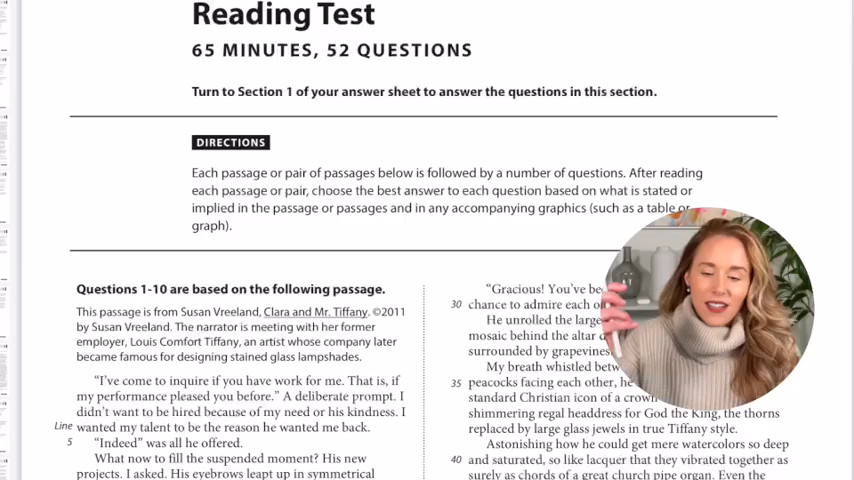 Reading Test
65 MINUTES, 52 QUESTIONS
Turn to Section 1 of your answer sheet to answer the questions in this section.
DIRECTIONS
Each passage or pair of passages below is followed by a number of questions. After reading
each passage or pair, choose the best answer to each question based on what is stated or
implied in the passage or passages and in any accompanying graphics (such as a table or
graph).
Questions 1-10 are based on the following passage.
This passage is from Susan Vreeland, Clara and Mr. Tiffany. ©2011
by Susan Vreeland. The narrator is meeting with her former
employer, Louis Comfort Tiffany, an artist whose company later
became famous for designing stained glass lampshades.
“I’ve come to inquire if you have work for me. That is, if
my performance pleased you before.” A deliberate prompt. I
didn’t want to be hired because of my need or his kindness. I
Line wanted my talent to be the reason he wanted me back.
5 “Indeed” was all he offered.
What now to fill the suspended moment? His new
projects. I asked. His eyebrows leapt up in symmetrical
“Gracious! You’ve
30 chance to admire each
He unrolled the large
mosaic behind the altar
surrounded by grapevines
My breath whistled
35 peacocks facing each other, he
standard Christian icon of a crown
shimmering regal headdress for God the King, the thorns
replaced by large glass jewels in true Tiffany style.
Astonishing how he could get mere watercolors so deep
40 and saturated, so like lacquer that they vibrated together as
surely as chords of a great church pipe organ. Even the